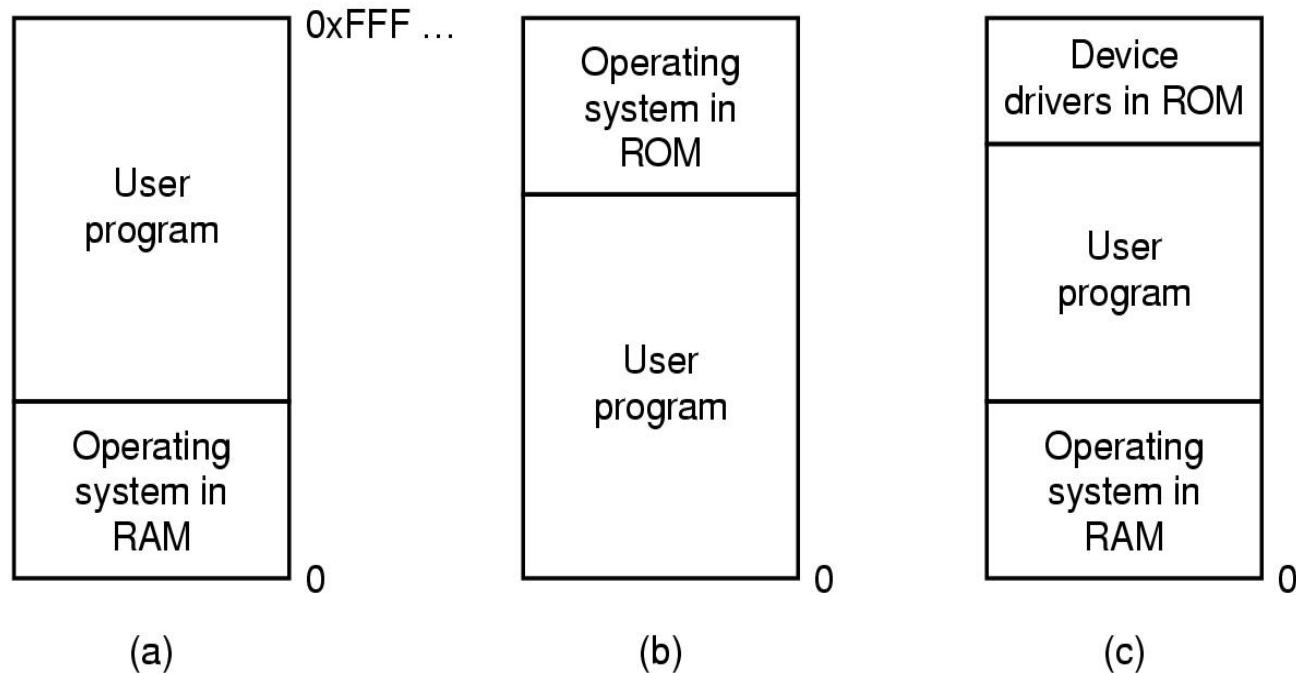 0xFFF ...
User
program
Operating
system in
RAM
0
(a)
Operating
system in
ROM
User
program
0
(b)
Device
drivers in ROM
User
program
Operating
system in
RAM
0
(c)